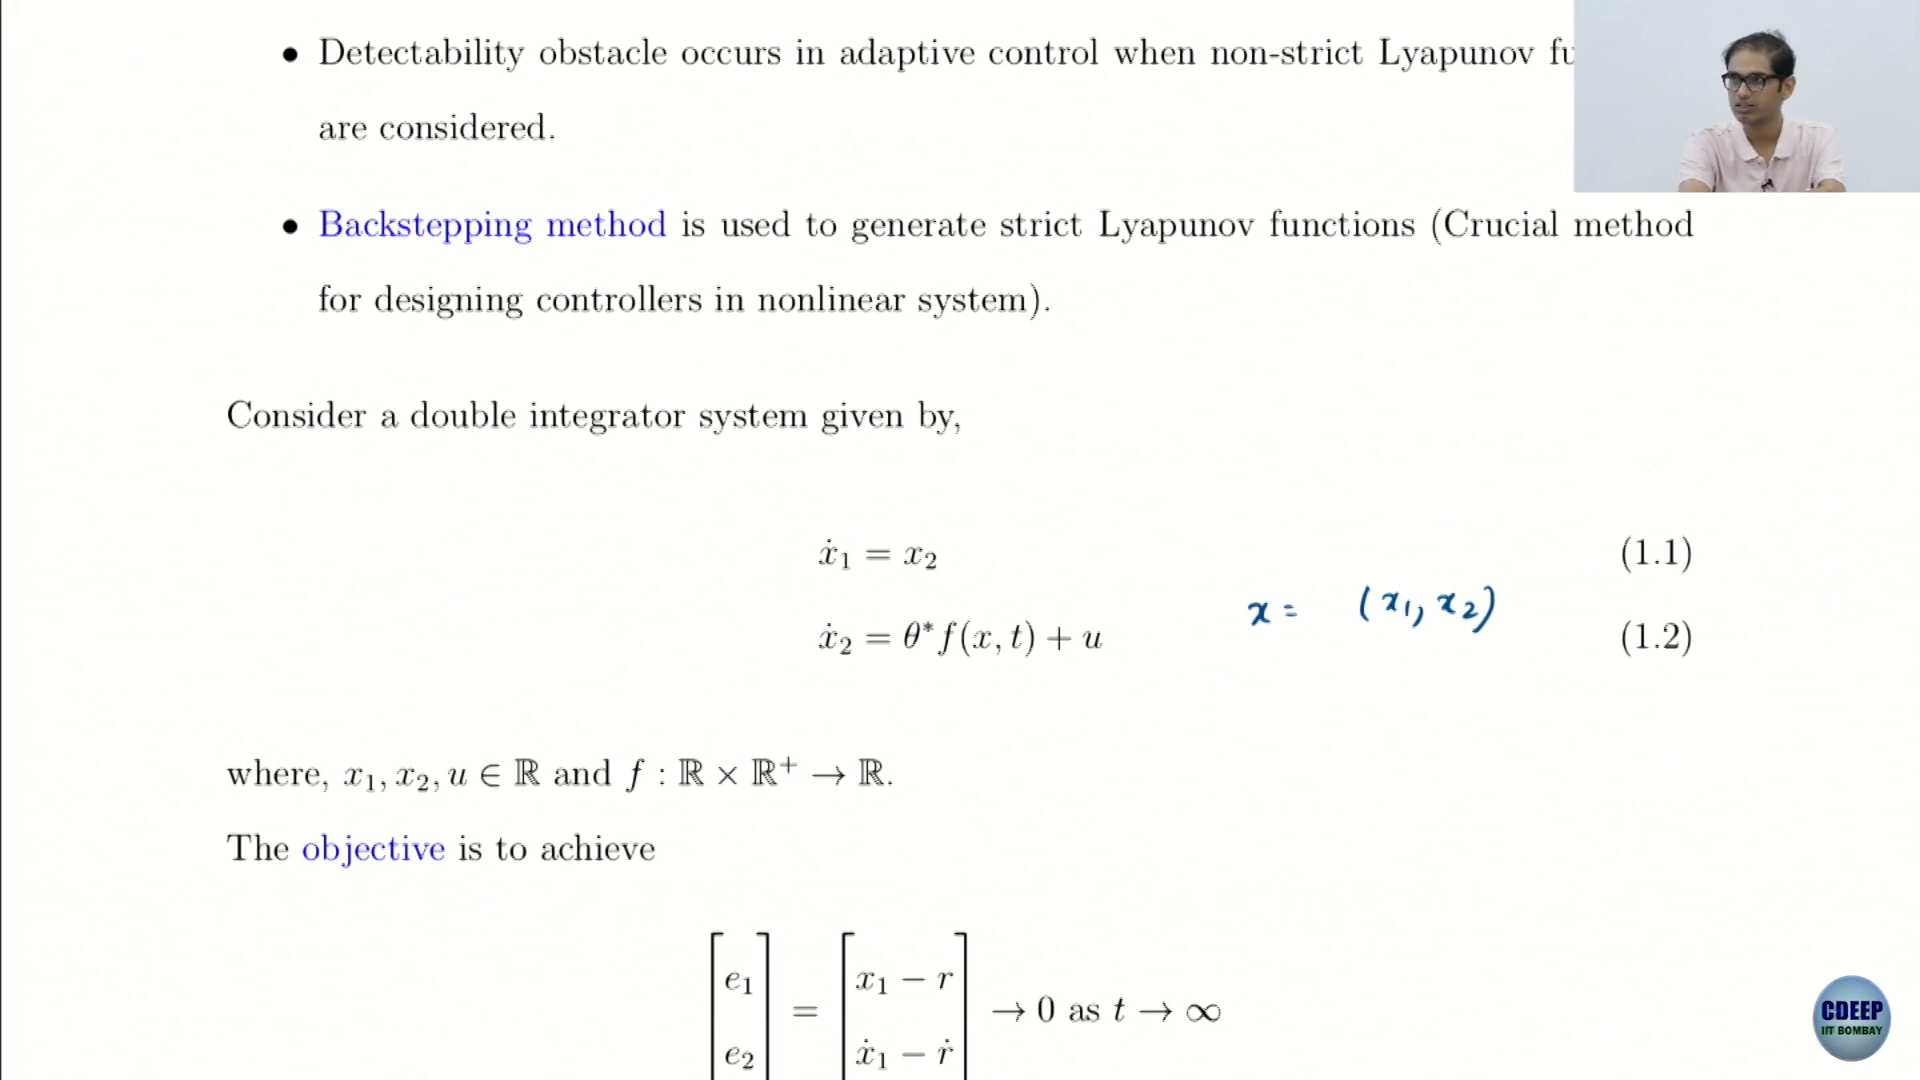 • Detectability obstacle occurs in adaptive control when non-strict Lyapunov fu
are considered.
• Backstepping method is used to generate strict Lyapunov functions (Crucial method
for designing controllers in nonlinear system).
Consider a double integrator system given by,
ẋ₁ = x₂ (1.1)
x = (x₁, x₂)
ẋ₂ = θ* f(x, t) + u (1.2)
where, x₁, x₂, u ∈ ℝ and f : ℝ × ℝ⁺ → ℝ.
The objective is to achieve
[e₁ e₂] = [x₁ − r ẋ₁ − ṙ] → 0 as t → ∞
CDEEP
IIT BOMBAY